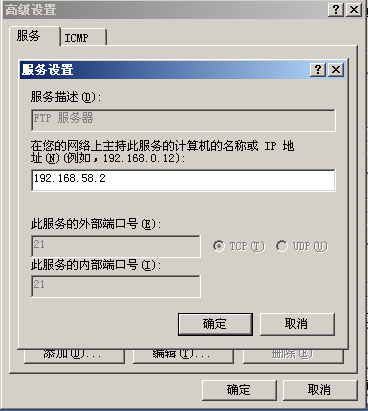 高级设置
服务
ICMP
服务设置
服务描述(D):
FTP 服务器
在您的网络上主持此服务的计算机的名称或 IP 地
址(N)(例如，192.168.0.12):
192.168.58.2
此服务的外部端口号(E):
21
TCP(T)
UDP(U)
此服务的内部端口号(I):
21
确定
取消
添加(D)...
编辑(T)...
删除(E)
确定
取消